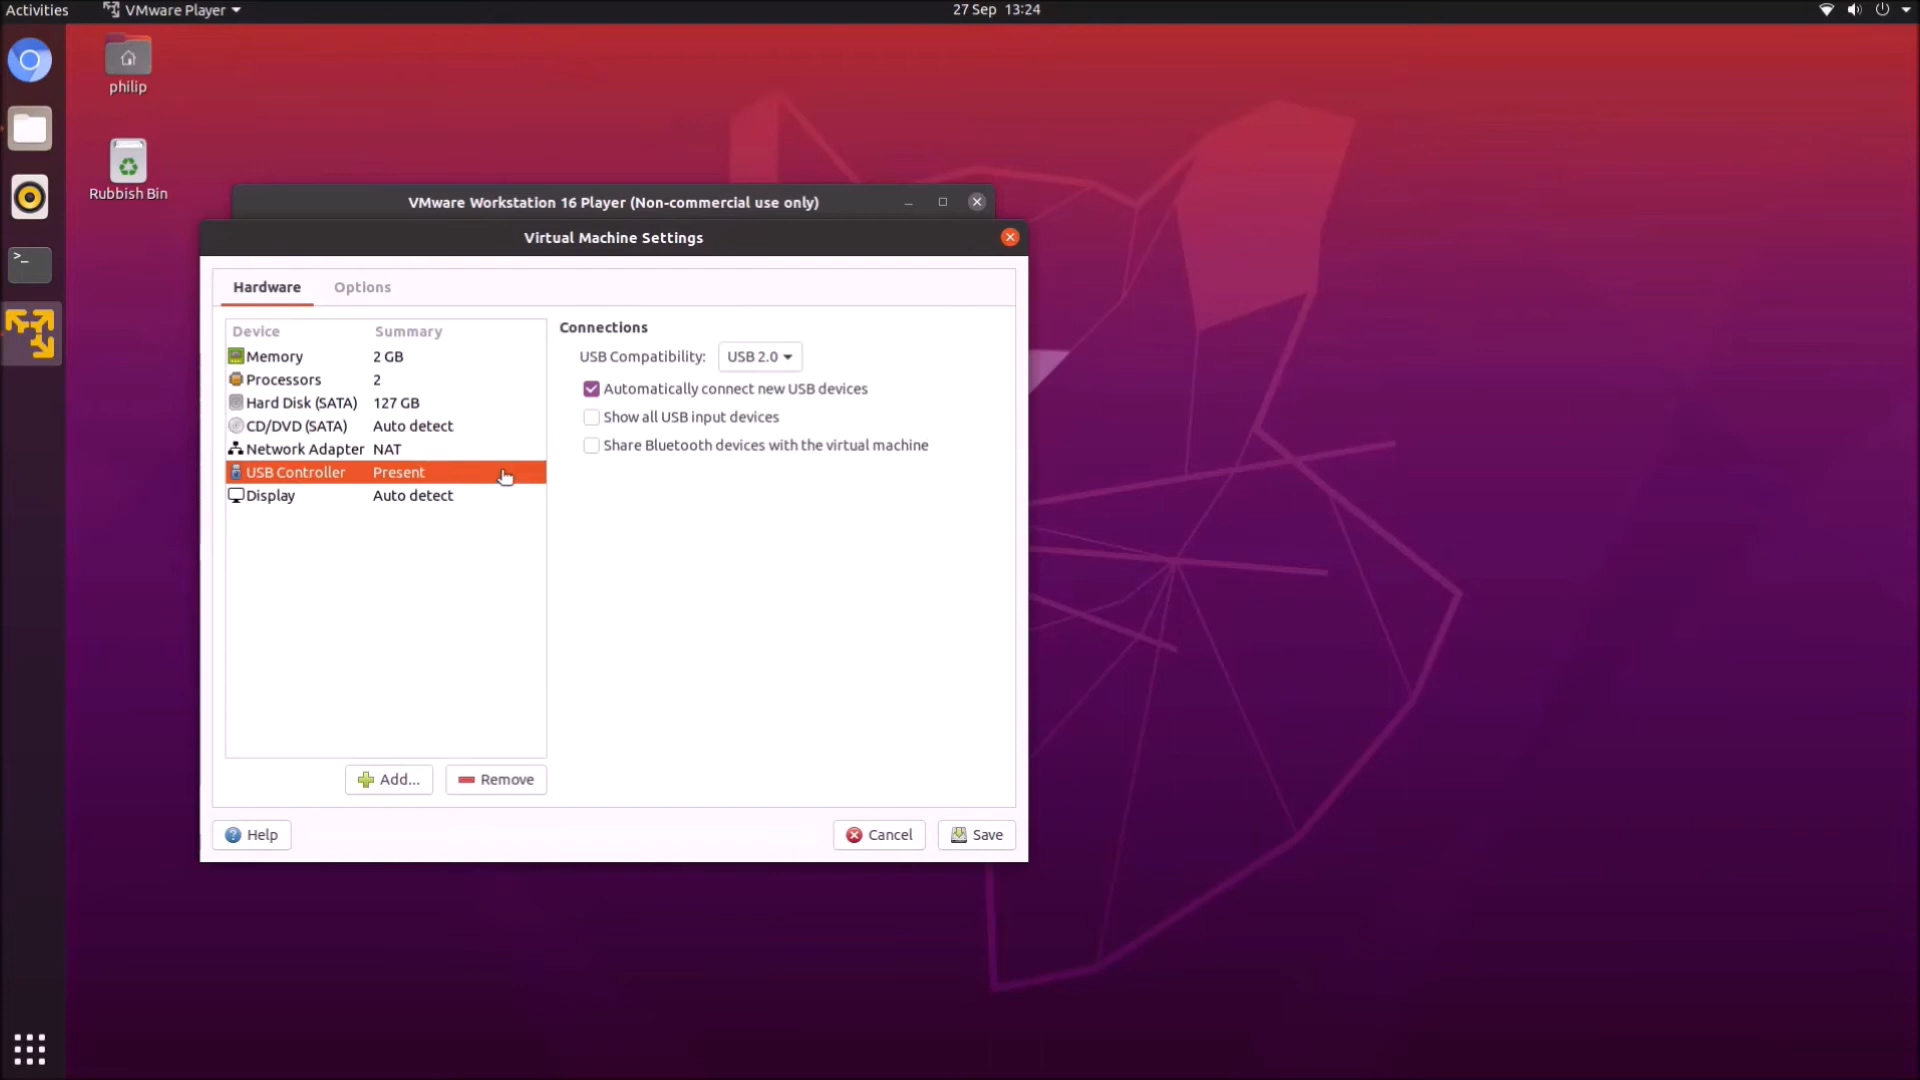 Activities VMware Player 27 Sep 13:24
philip
Rubbish Bin
VMware Workstation 16 Player (Non-commercial use only)
Virtual Machine Settings
Hardware Options
Device Summary
Memory 2 GB
Processors 2
Hard Disk (SATA) 127 GB
CD/DVD (SATA) Auto detect
Network Adapter NAT
USB Controller Present
Display Auto detect
Connections
USB Compatibility: USB 2.0
Automatically connect new USB devices
Show all USB input devices
Share Bluetooth devices with the virtual machine
Add... Remove
Help Cancel Save